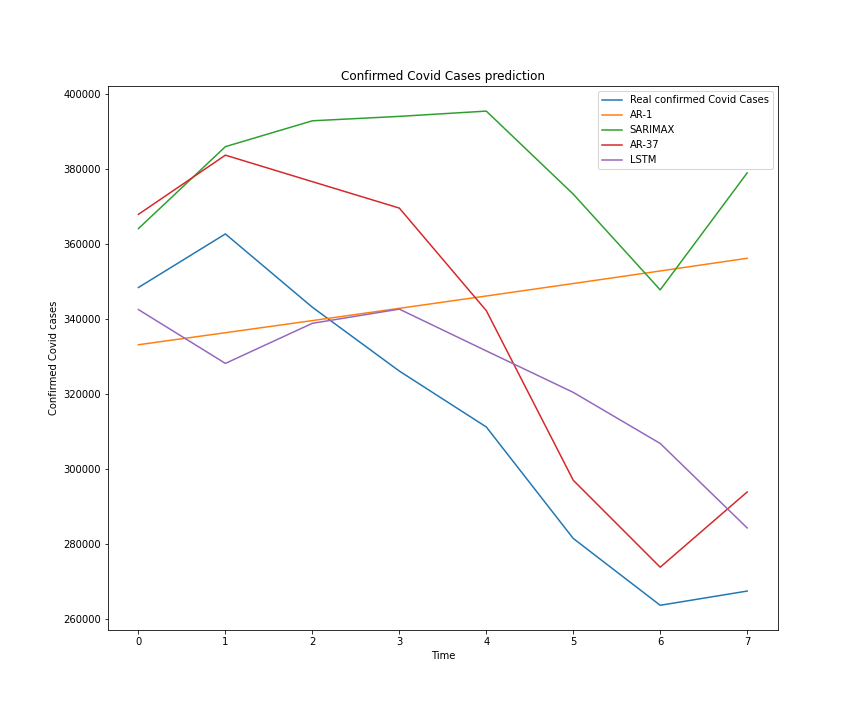 Confirmed Covid Cases prediction
400000
380000
360000
340000
320000
300000
280000
260000
Confirmed Covid cases
Real confirmed Covid Cases
AR-1
SARIMAX
AR-37
LSTM
0 1 2 3 4 5 6 7
Time